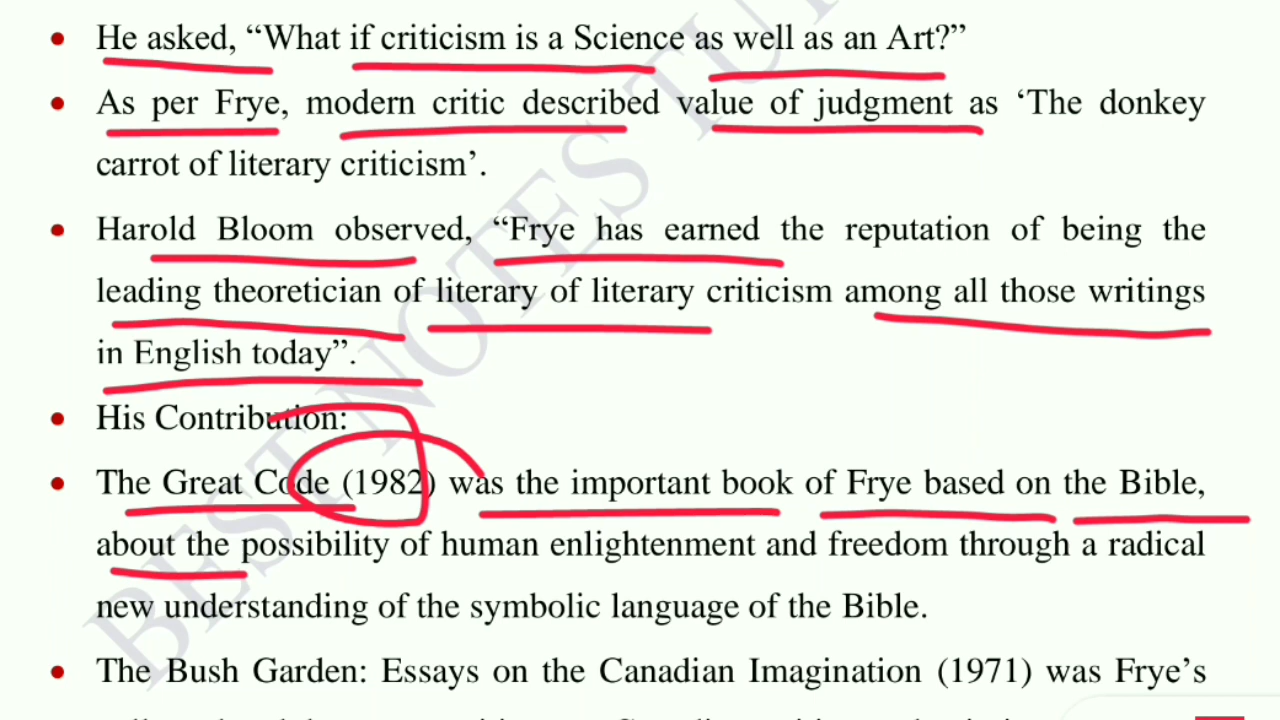 He asked, “What if criticism is a Science as well as an Art?”
As per Frye, modern critic described value of judgment as ‘The donkey
carrot of literary criticism’.
Harold Bloom observed, “Frye has earned the reputation of being the
leading theoretician of literary of literary criticism among all those writings
in English today”.
His Contribution:
The Great Code (1982) was the important book of Frye based on the Bible,
about the possibility of human enlightenment and freedom through a radical
new understanding of the symbolic language of the Bible.
The Bush Garden: Essays on the Canadian Imagination (1971) was Frye’s
BEST NOTES TU